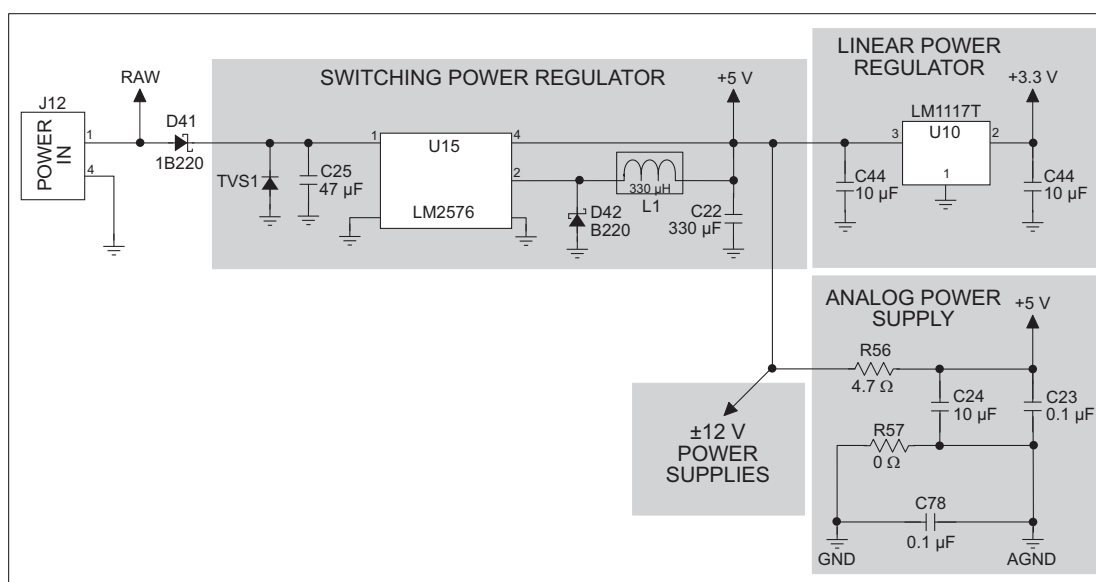 SWITCHING POWER REGULATOR
LINEAR POWER
REGULATOR
RAW
+5 V
+3.3 V
J12
POWER
IN
1
4
D41
1B220
TVS1
C25
47 µF
1
U15
4
2
LM2576
330 µH
L1
D42
B220
C22
330 µF
LM1117T
3
U10
2
1
C44
10 µF
C44
10 µF
ANALOG POWER
SUPPLY
+5 V
R56
4.7 Ω
C24
10 µF
C23
0.1 µF
R57
0 Ω
C78
0.1 µF
GND
AGND
±12 V
POWER
SUPPLIES